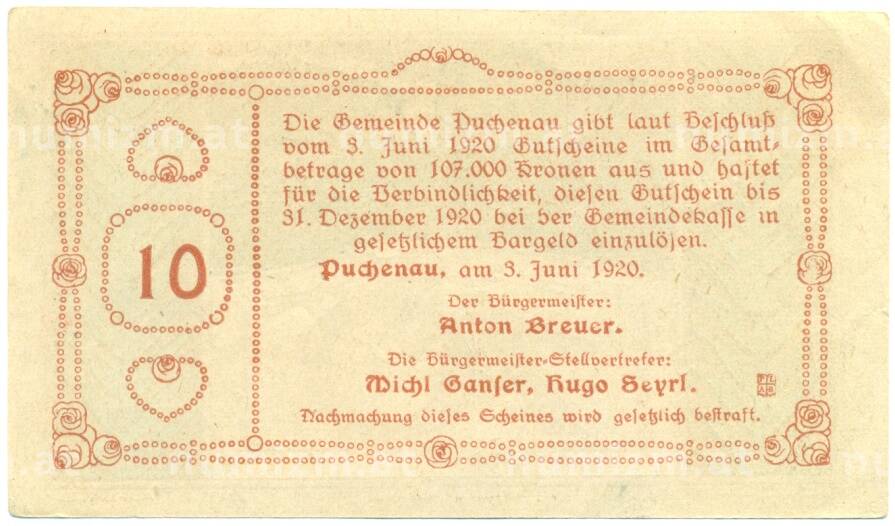 Die Gemeinde Puchenau gibt laut Beschluß
vom 3. Juni 1920 Gutscheine im Gesamt-
betrage von 107.000 Kronen aus und haftet
für die Verbindlichkeit, diesen Gutschein bis
31. Dezember 1920 bei der Gemeindekasse in
gesetzlichem Bargeld einzulösen.
Puchenau, am 3. Juni 1920.
10
Der Bürgermeister:
Anton Breuer.
Die Bürgermeister-Stellvertreter:
Michl Ganser, Hugo Seyrl.
Nachmachung dieses Scheines wird gesetzlich bestraft.
numizm.at